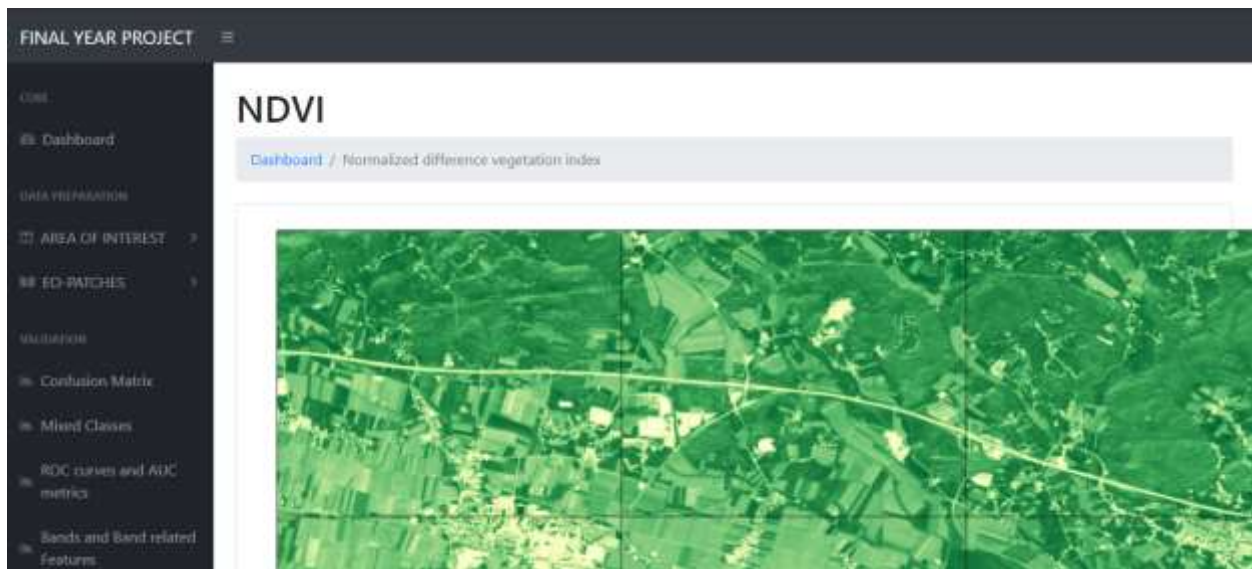 FINAL YEAR PROJECT
CORE
Dashboard
DATA PREPARATION
AREA OF INTEREST
EO-PATCHES
VALIDATION
Confusion Matrix
Mixed Classes
ROC curves and AUC
metrics
Bands and Band related
Features
NDVI
Dashboard / Normalized difference vegetation index